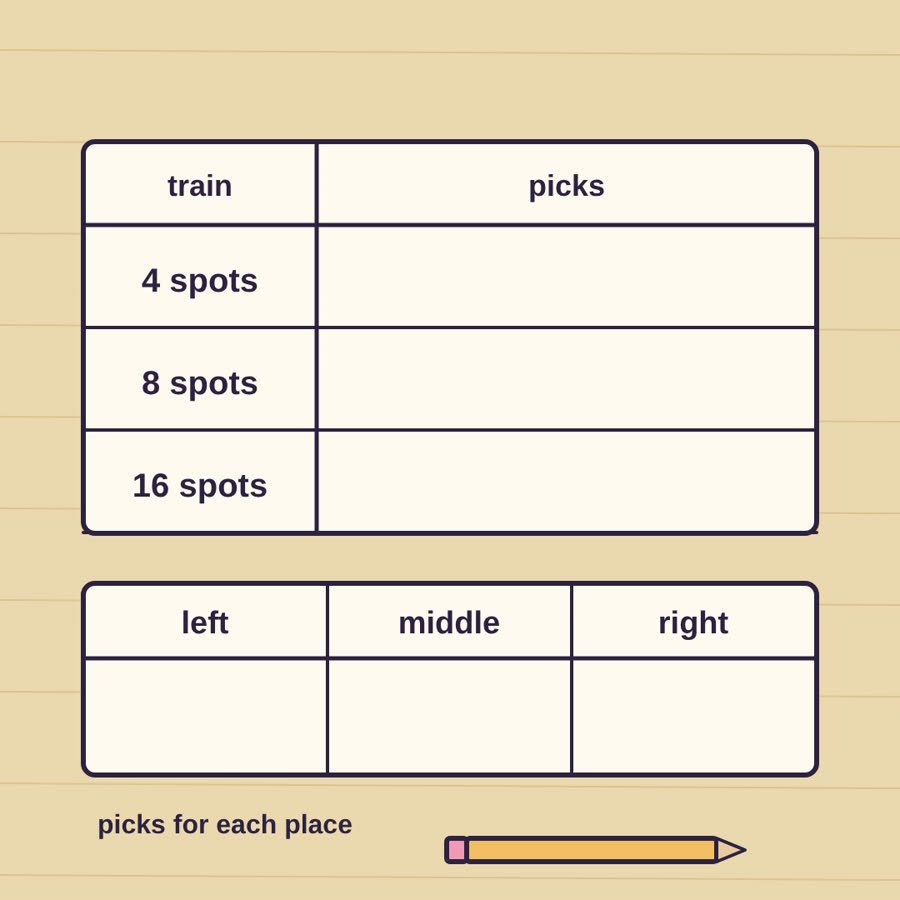 train picks
4 spots
8 spots
16 spots
left middle right
picks for each place